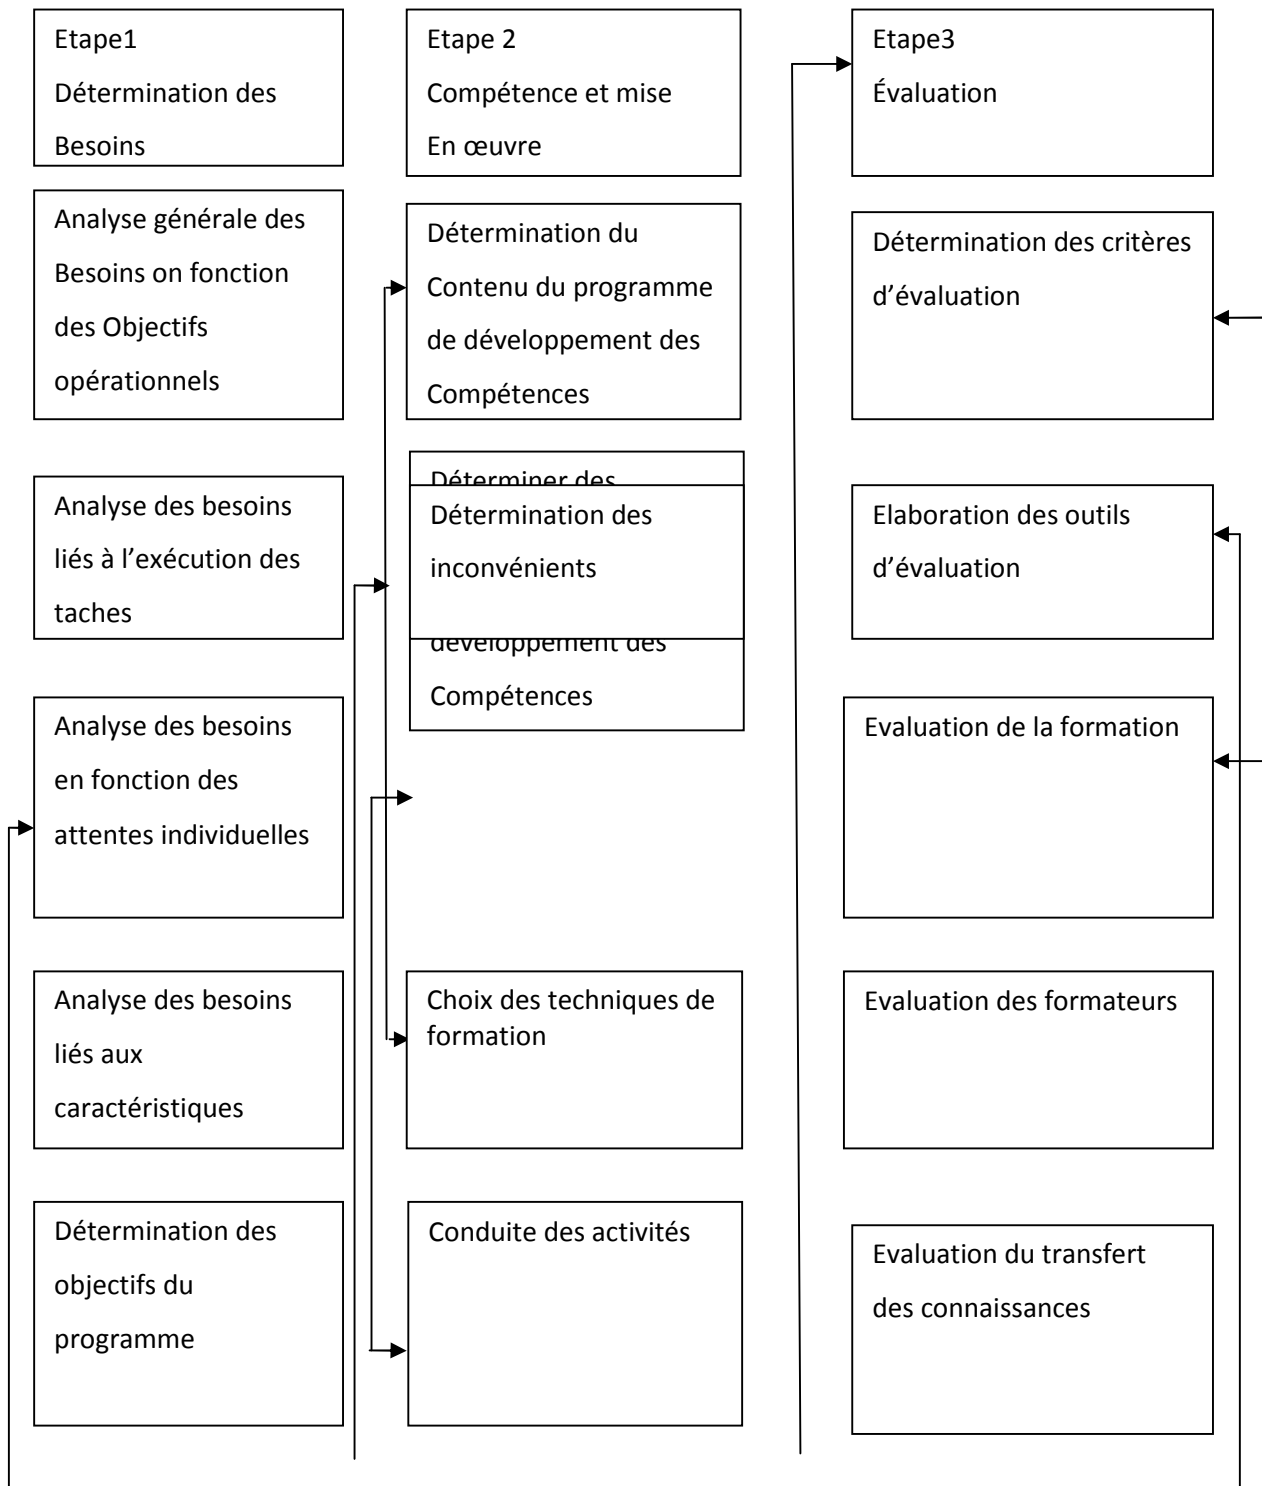 Etape1
Détermination des
Besoins
Analyse générale des
Besoins on fonction
des Objectifs
opérationnels
Analyse des besoins
liés à l’exécution des
taches
Analyse des besoins
en fonction des
attentes individuelles
Analyse des besoins
liés aux
caractéristiques
Détermination des
objectifs du
programme
Etape 2
Compétence et mise
En œuvre
Détermination du
Contenu du programme
de développement des
Compétences
Déterminer des
Détermination des
inconvénients
développement des
Compétences
Choix des techniques de
formation
Conduite des activités
Etape3
Évaluation
Détermination des critères
d’évaluation
Elaboration des outils
d’évaluation
Evaluation de la formation
Evaluation des formateurs
Evaluation du transfert
des connaissances